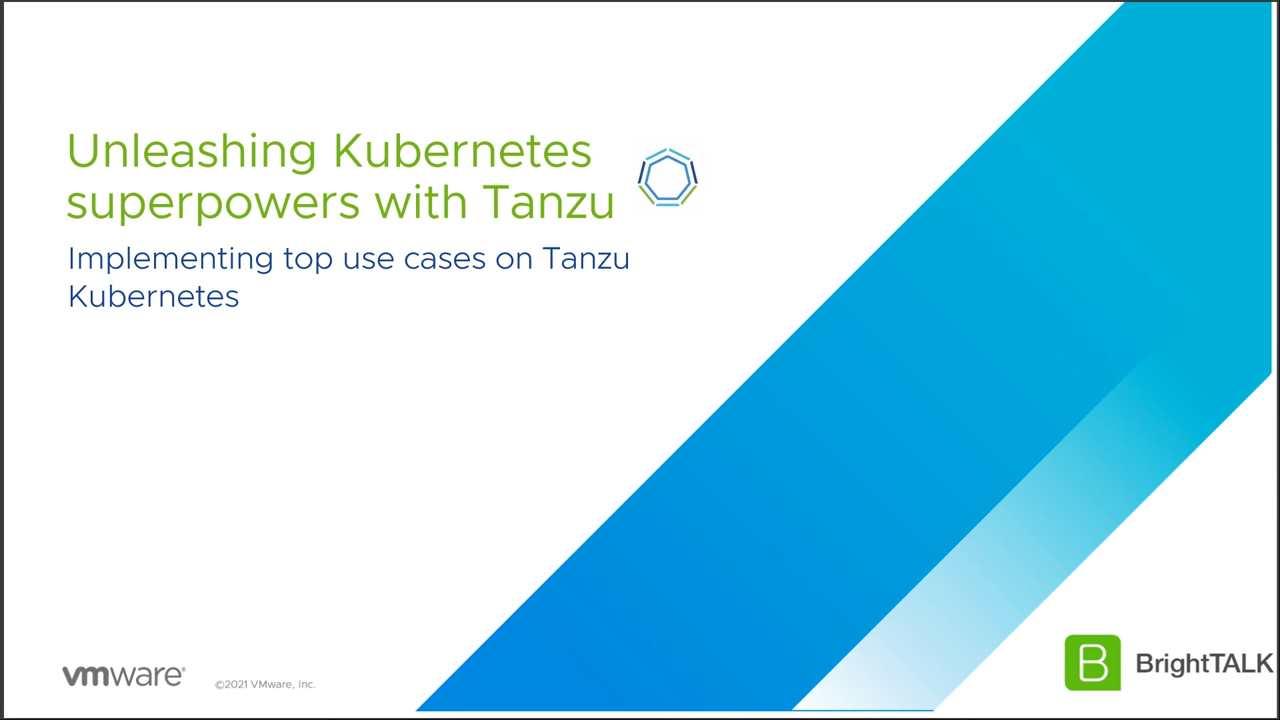 Unleashing Kubernetes
superpowers with Tanzu
Implementing top use cases on Tanzu
Kubernetes
vmware®
©2021 VMware, Inc.
B BrightTALK